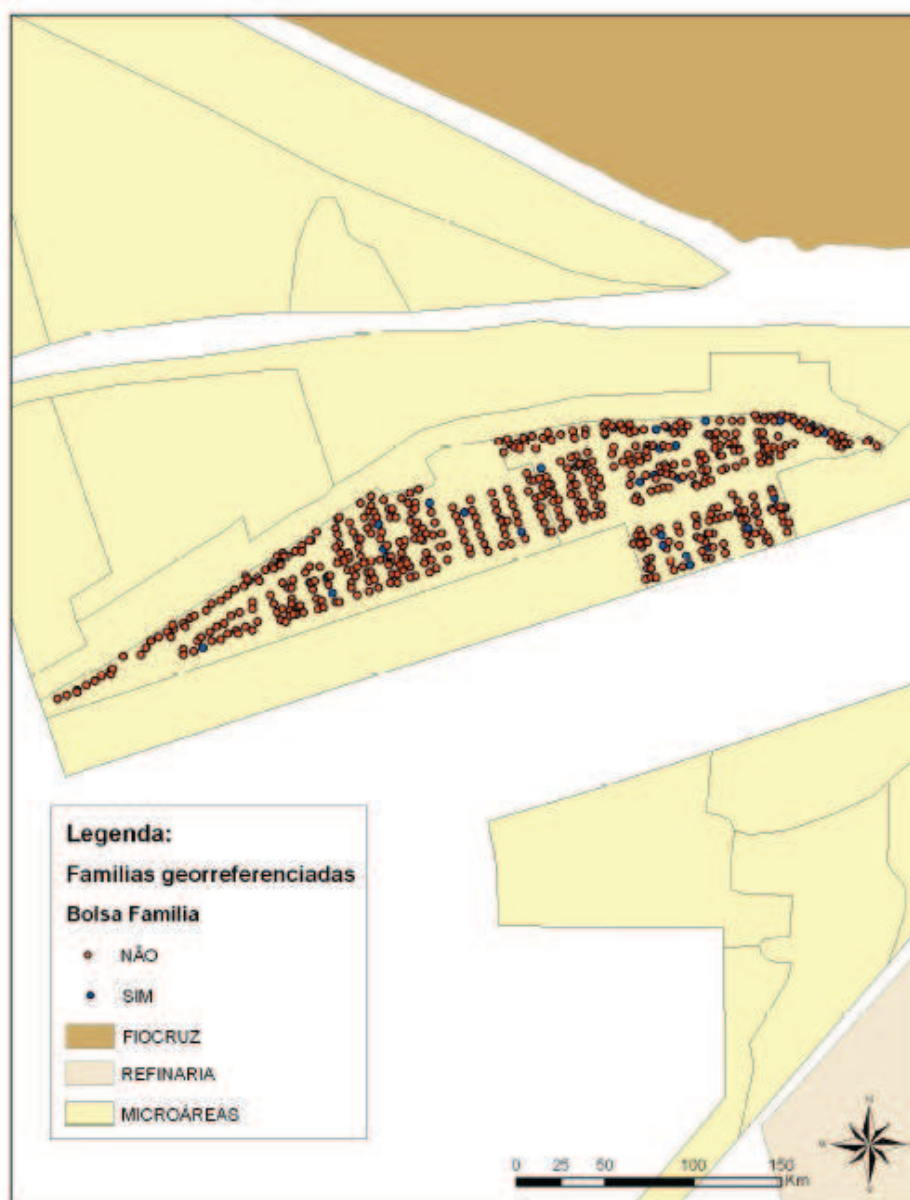 Legenda:
Familias georreferenciadas
Bolsa Familia
NÃO
SIM
FIOCRUZ
REFINARIA
MICROÁREAS
N
0 25 50 100 150
Km